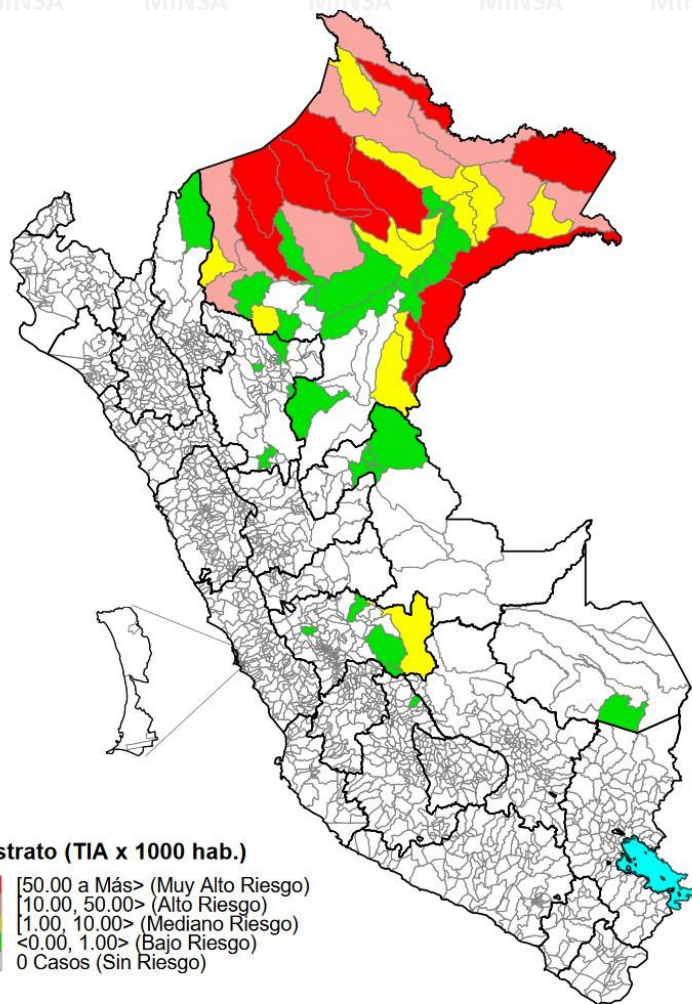 MINSA MINSA MINSA MINSA MINSA
strato (TIA x 1000 hab.)
[50.00 a Más> (Muy Alto Riesgo)
[10.00, 50.00> (Alto Riesgo)
[1.00, 10.00> (Mediano Riesgo)
<0.00, 1.00> (Bajo Riesgo)
0 Casos (Sin Riesgo)